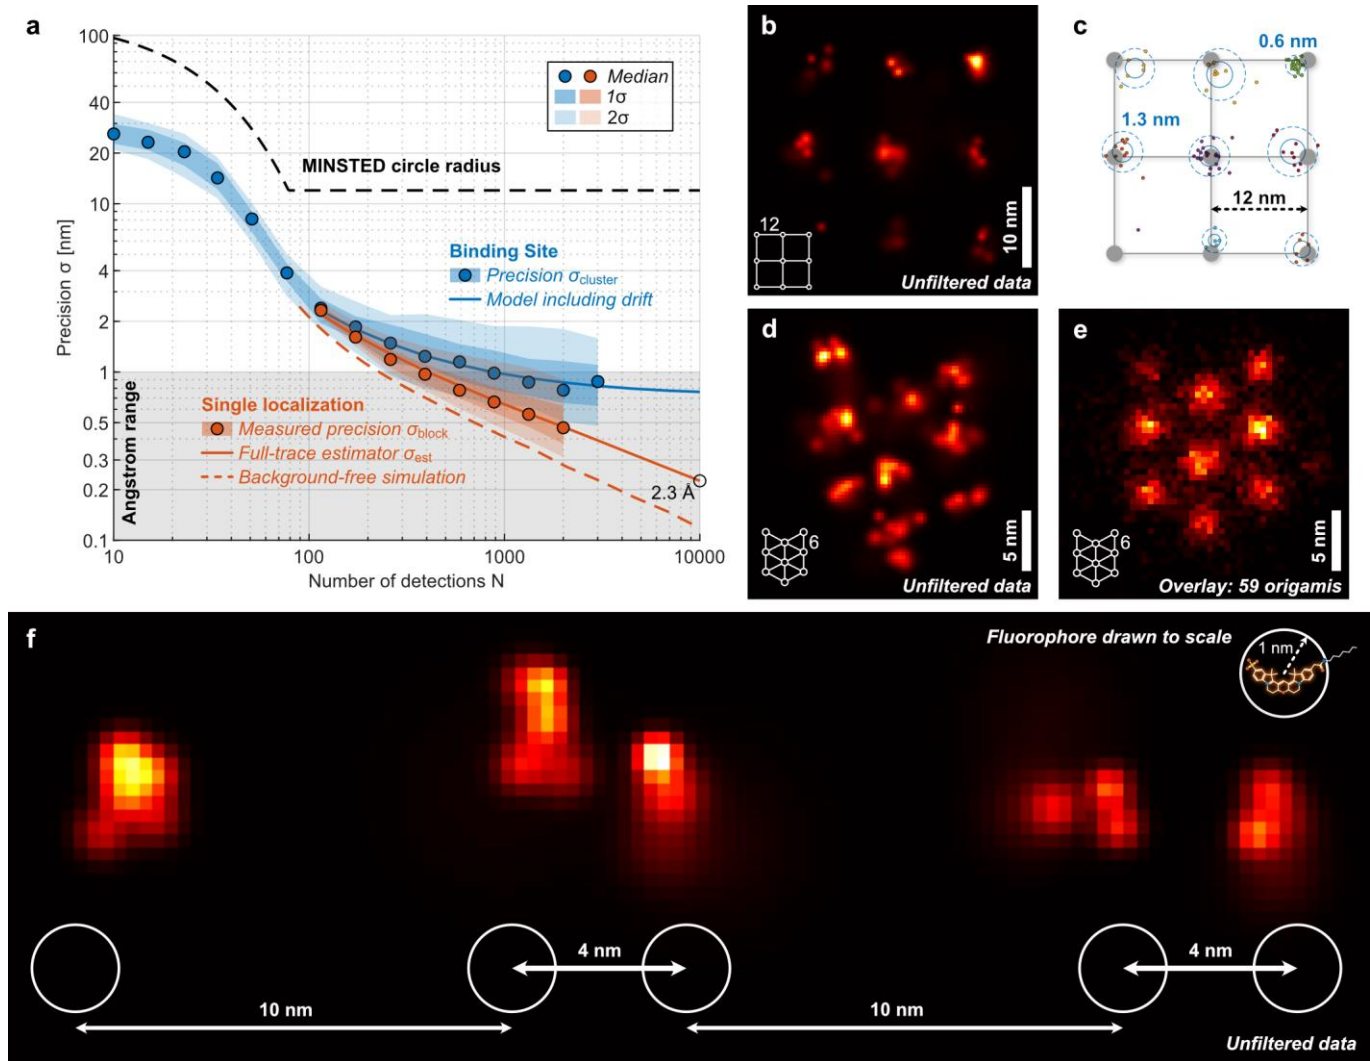 a
100
40
20
10
4
2
1
0.5
0.3
0.2
0.1
Precision σ [nm]
10
100
1000
10000
Number of detections N
Median
1σ
2σ
MINSTED circle radius
Binding Site
Precision σcluster
Model including drift
Angstrom range
Single localization
Measured precision σblock
Full-trace estimator σest
Background-free simulation
2.3 Å
b
12
10 nm
Unfiltered data
c
0.6 nm
1.3 nm
12 nm
d
6
5 nm
Unfiltered data
e
6
5 nm
Overlay: 59 origamis
f
Fluorophore drawn to scale
1 nm
4 nm
4 nm
10 nm
10 nm
Unfiltered data